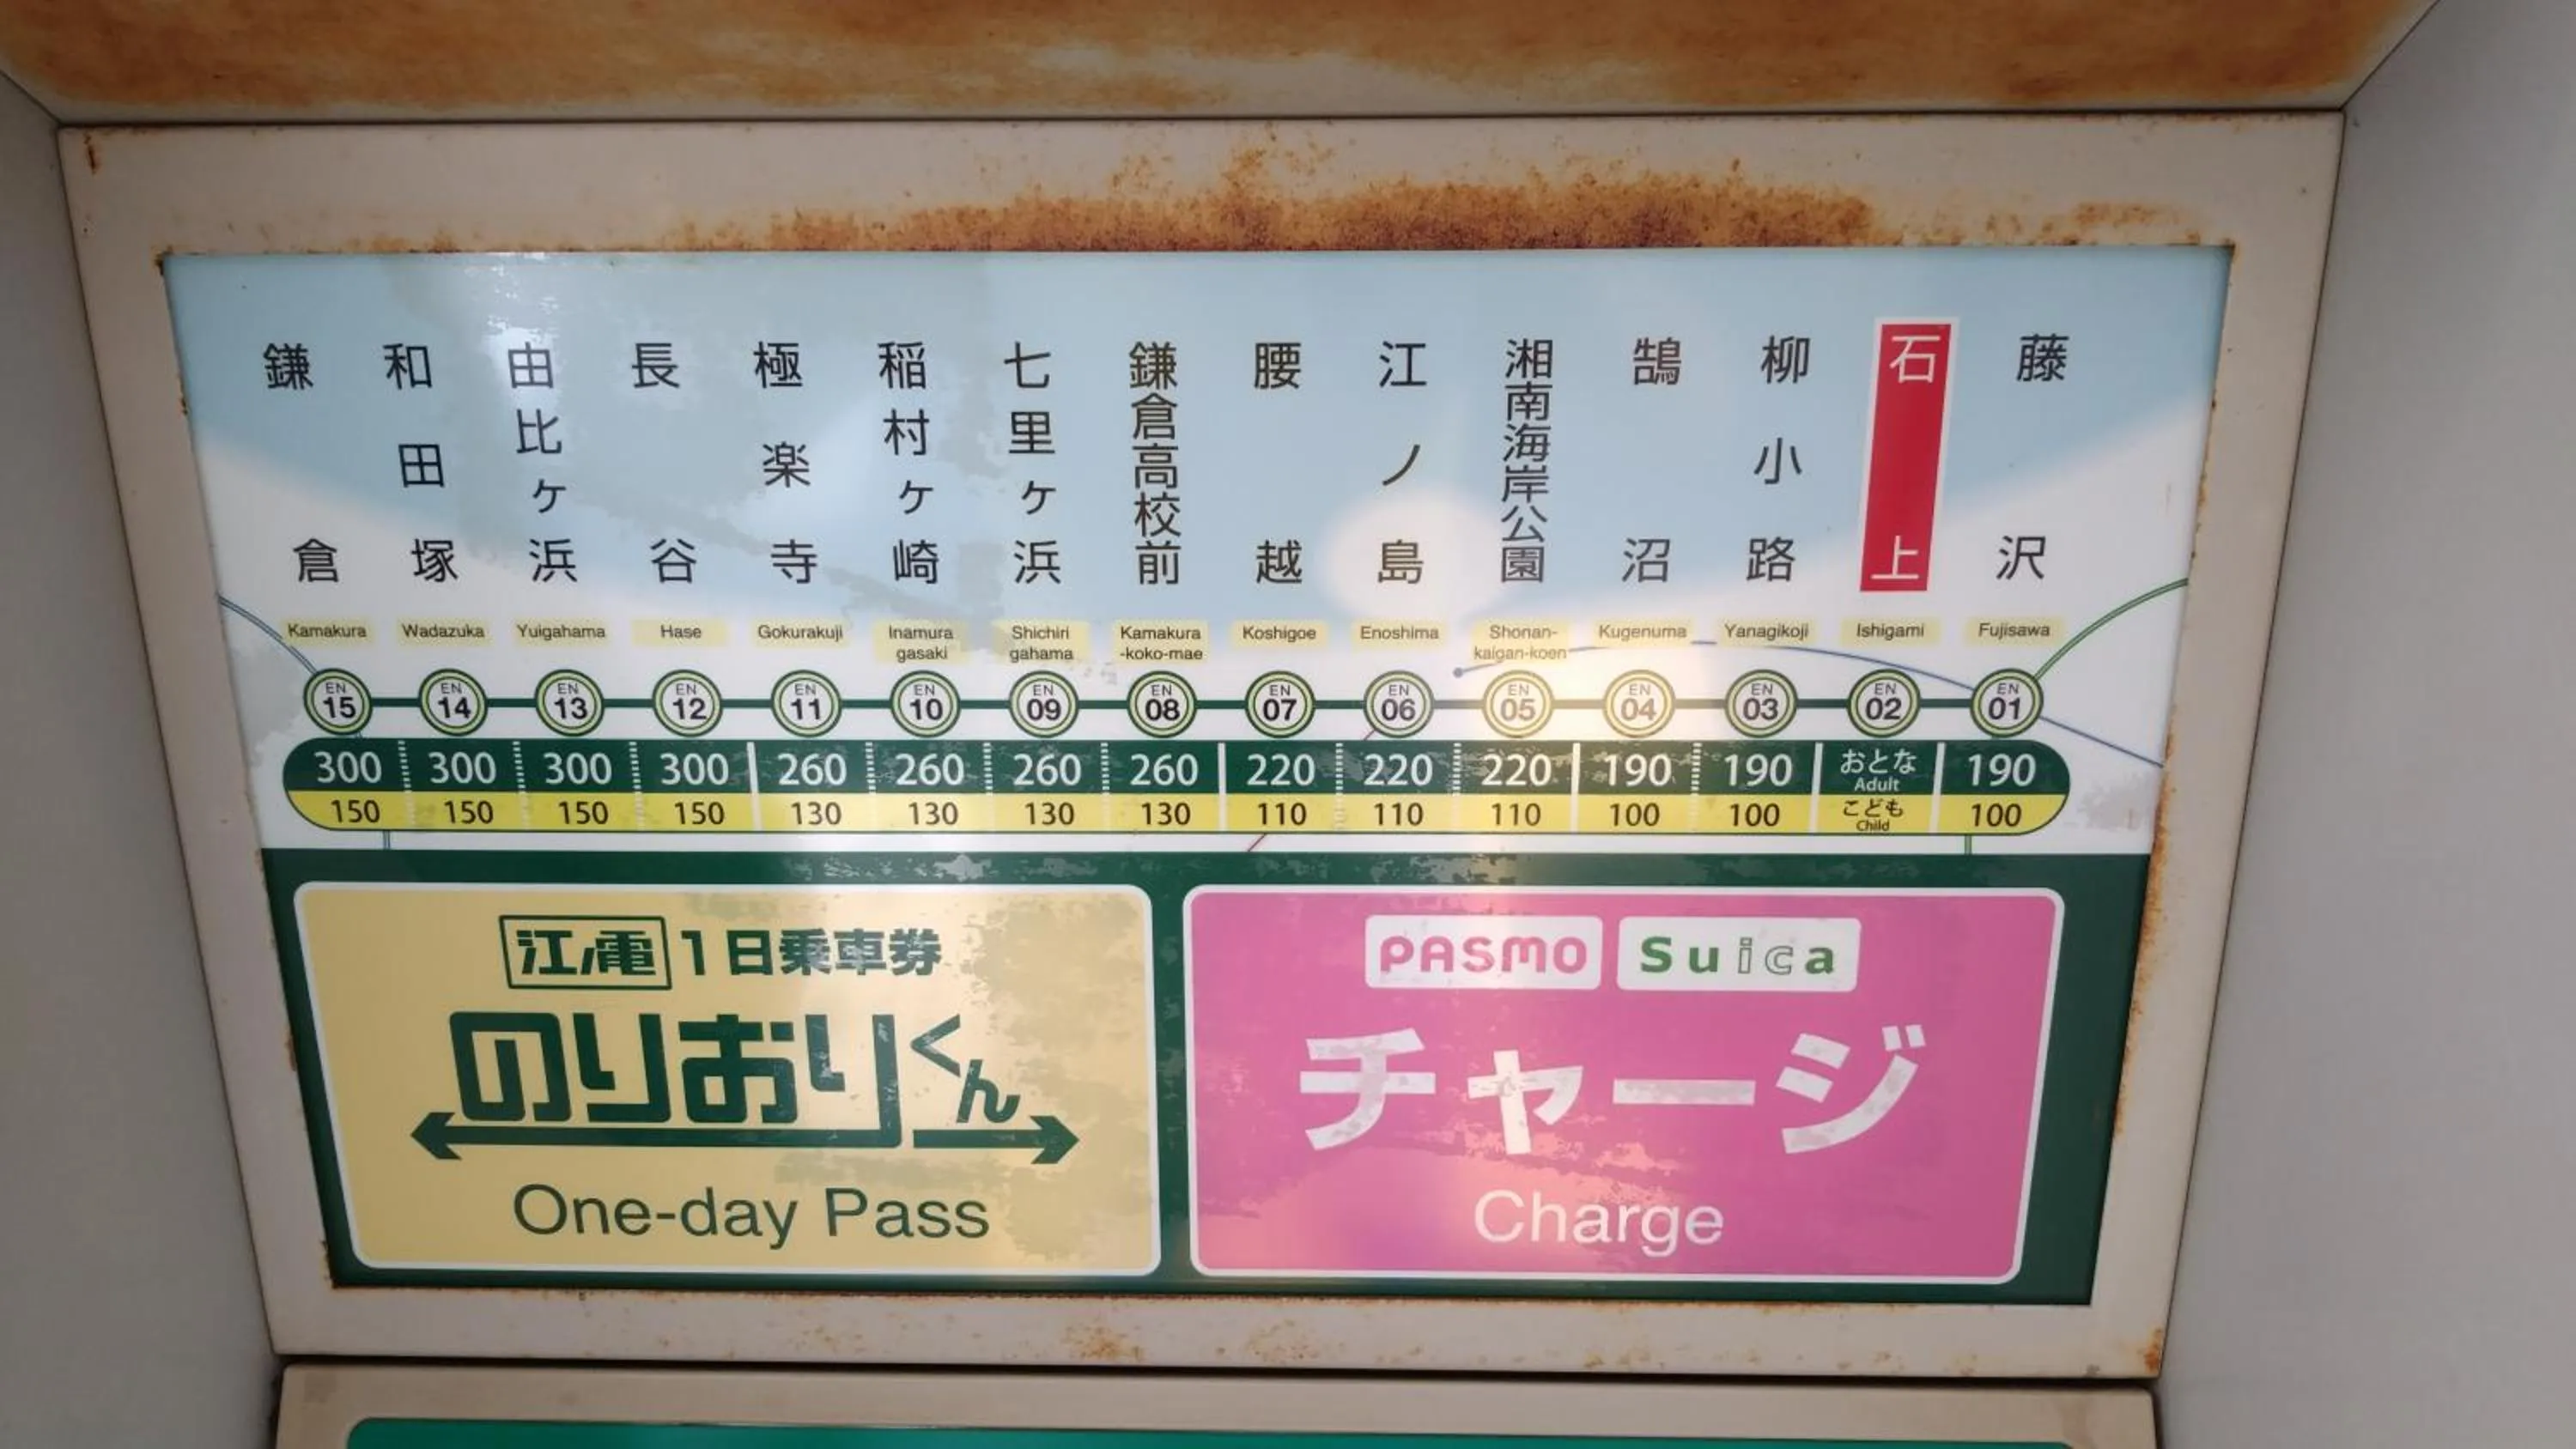 鎌倉
和田塚
由比ヶ浜
長谷
極楽寺
稲村ヶ崎
七里ヶ浜
鎌倉高校前
腰越
江ノ島
湘南海岸公園
鵠沼
柳小路
石上
藤沢
Kamakura
Wadazuka
Yuigahama
Hase
Gokurakuji
Inamura
gasaki
Shichiri
gahama
Kamakura
-koko-mae
Koshigoe
Enoshima
Shonan-
kaigan-koen
Kugenuma
Yanagikoji
Ishigami
Fujisawa
EN 15 EN 14 EN 13 EN 12 EN 11 EN 10 EN 09 EN 08 EN 07 EN 06 EN 05 EN 04 EN 03 EN 02 EN 01
300 300 300 300 260 260 260 260 220 220 220 190 190 おとな Adult 190
150 150 150 150 130 130 130 130 110 110 110 100 100 こども Child 100
江ノ電 1日乗車券
のりおりくん
One-day Pass
PASMO Suica
チャージ
Charge